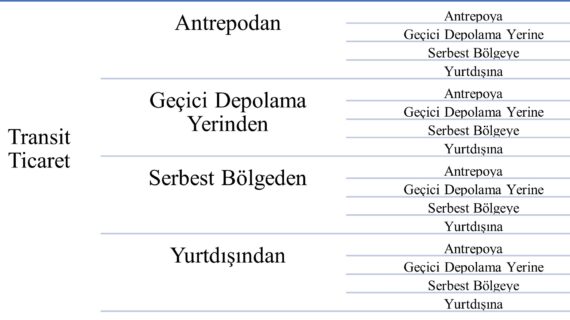 Transit
Ticaret
Antrepodan
Antrepoya
Geçici Depolama Yerine
Serbest Bölgeye
Yurtdışına
Geçici Depolama
Yerinden
Antrepoya
Geçici Depolama Yerine
Serbest Bölgeye
Yurtdışına
Serbest Bölgeden
Antrepoya
Geçici Depolama Yerine
Serbest Bölgeye
Yurtdışına
Yurtdışından
Antrepoya
Geçici Depolama Yerine
Serbest Bölgeye
Yurtdışına